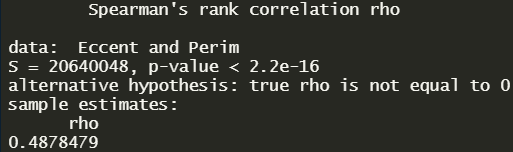 Spearman's rank correlation rho
data:  Eccent and Perim
S = 20640048, p-value < 2.2e-16
alternative hypothesis: true rho is not equal to 0
sample estimates:
rho
0.4878479